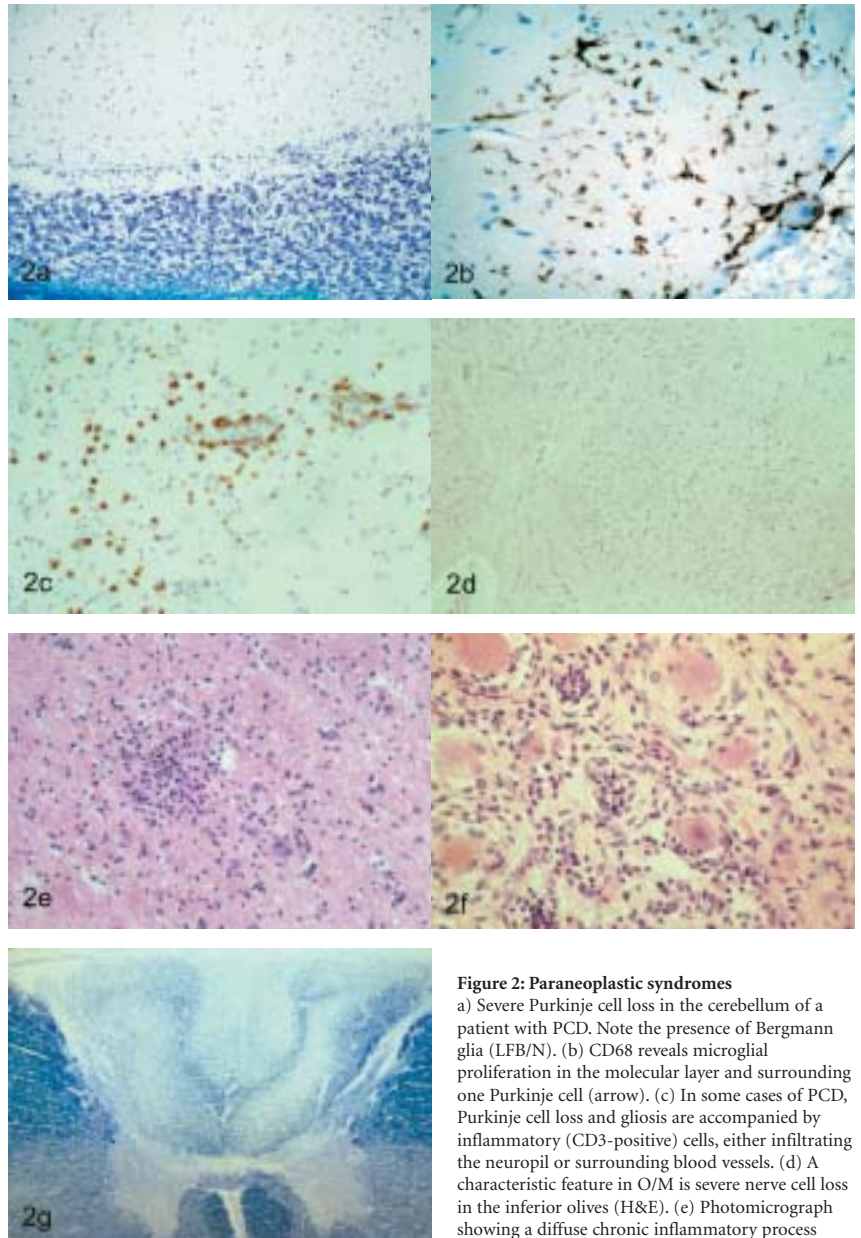 2a
2b
2c
2d
2e
2f
2g
Figure 2: Paraneoplastic syndromes
a) Severe Purkinje cell loss in the cerebellum of a
patient with PCD. Note the presence of Bergmann
glia (LFB/N). (b) CD68 reveals microglial
proliferation in the molecular layer and surrounding
one Purkinje cell (arrow). (c) In some cases of PCD,
Purkinje cell loss and gliosis are accompanied by
inflammatory (CD3-positive) cells, either infiltrating
the neuropil or surrounding blood vessels. (d) A
characteristic feature in O/M is severe nerve cell loss
in the inferior olives (H&E). (e) Photomicrograph
showing a diffuse chronic inflammatory process